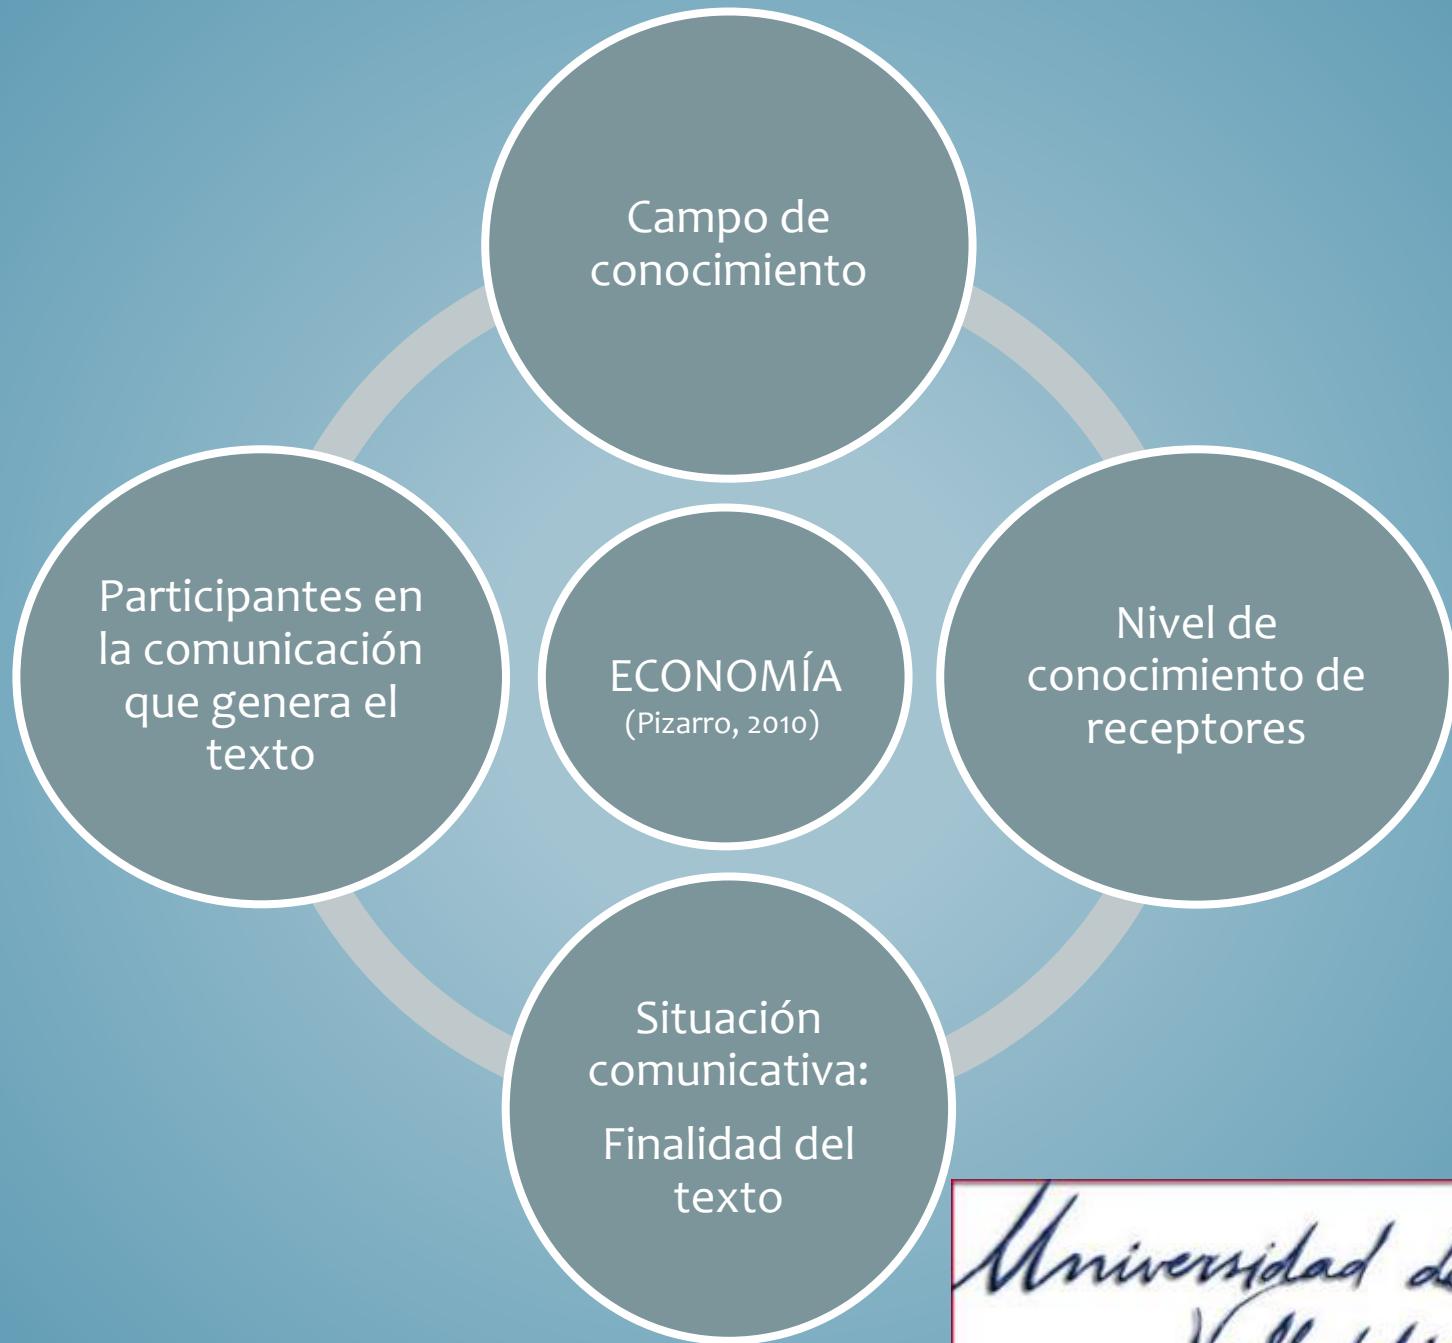 Campo de
conocimiento
Participantes en
la comunicación
que genera el
texto
ECONOMÍA
(Pizarro, 2010)
Nivel de
conocimiento de
receptores
Situación
comunicativa:
Finalidad del
texto
Universidad de